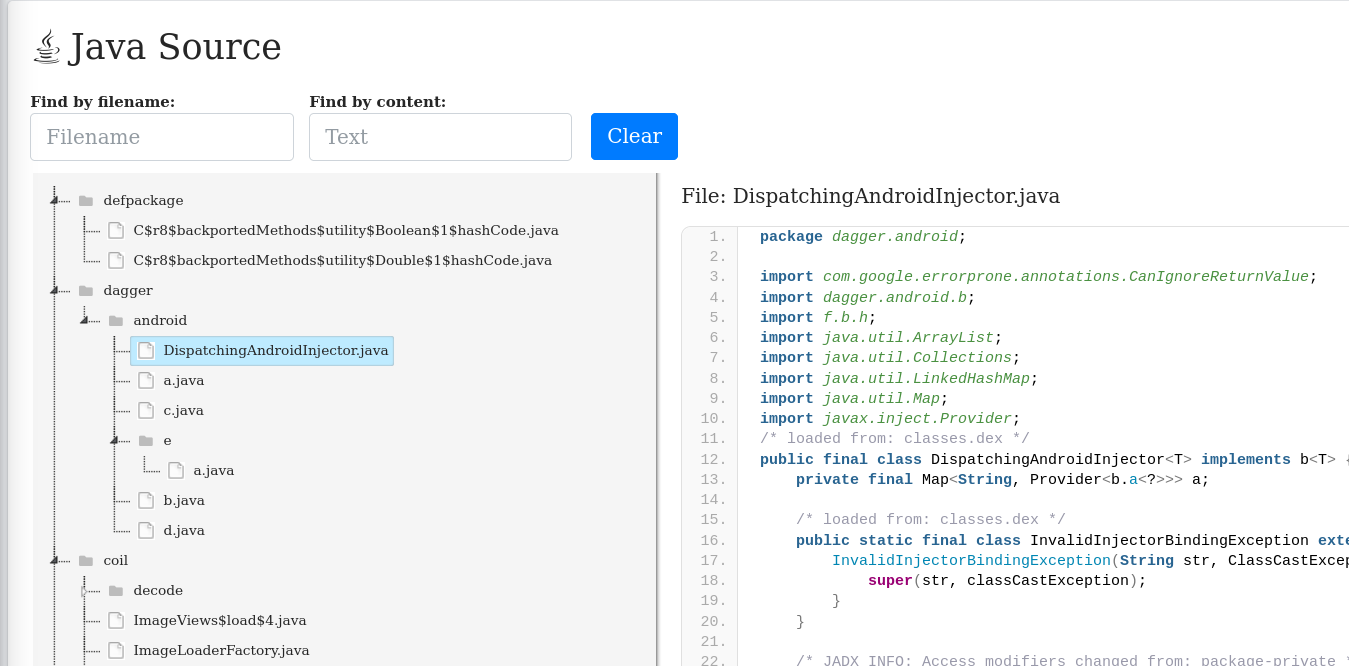 Java Source
Find by filename:
Find by content:
Filename
Text
Clear
defpackage
C$r8$backportedMethods$utility$Boolean$1$hashCode.java
C$r8$backportedMethods$utility$Double$1$hashCode.java
dagger
android
DispatchingAndroidInjector.java
a.java
c.java
e
a.java
b.java
d.java
coil
decode
ImageViews$load$4.java
ImageLoaderFactory.java
File: DispatchingAndroidInjector.java
1. package dagger.android;
2.
3. import com.google.errorprone.annotations.CanIgnoreReturnValue;
4. import dagger.android.b;
5. import f.b.h;
6. import java.util.ArrayList;
7. import java.util.Collections;
8. import java.util.LinkedHashMap;
9. import java.util.Map;
10. import javax.inject.Provider;
11. /* loaded from: classes.dex */
12. public final class DispatchingAndroidInjector<T> implements b<T> {
13.     private final Map<String, Provider<b.a<?>>> a;
14.
15.     /* loaded from: classes.dex */
16.     public static final class InvalidInjectorBindingException exte
17.         InvalidInjectorBindingException(String str, ClassCastExcep
18.             super(str, classCastException);
19.         }
20.     }
21.
22.     /* JADX INFO: Access modifiers changed from: package-private *